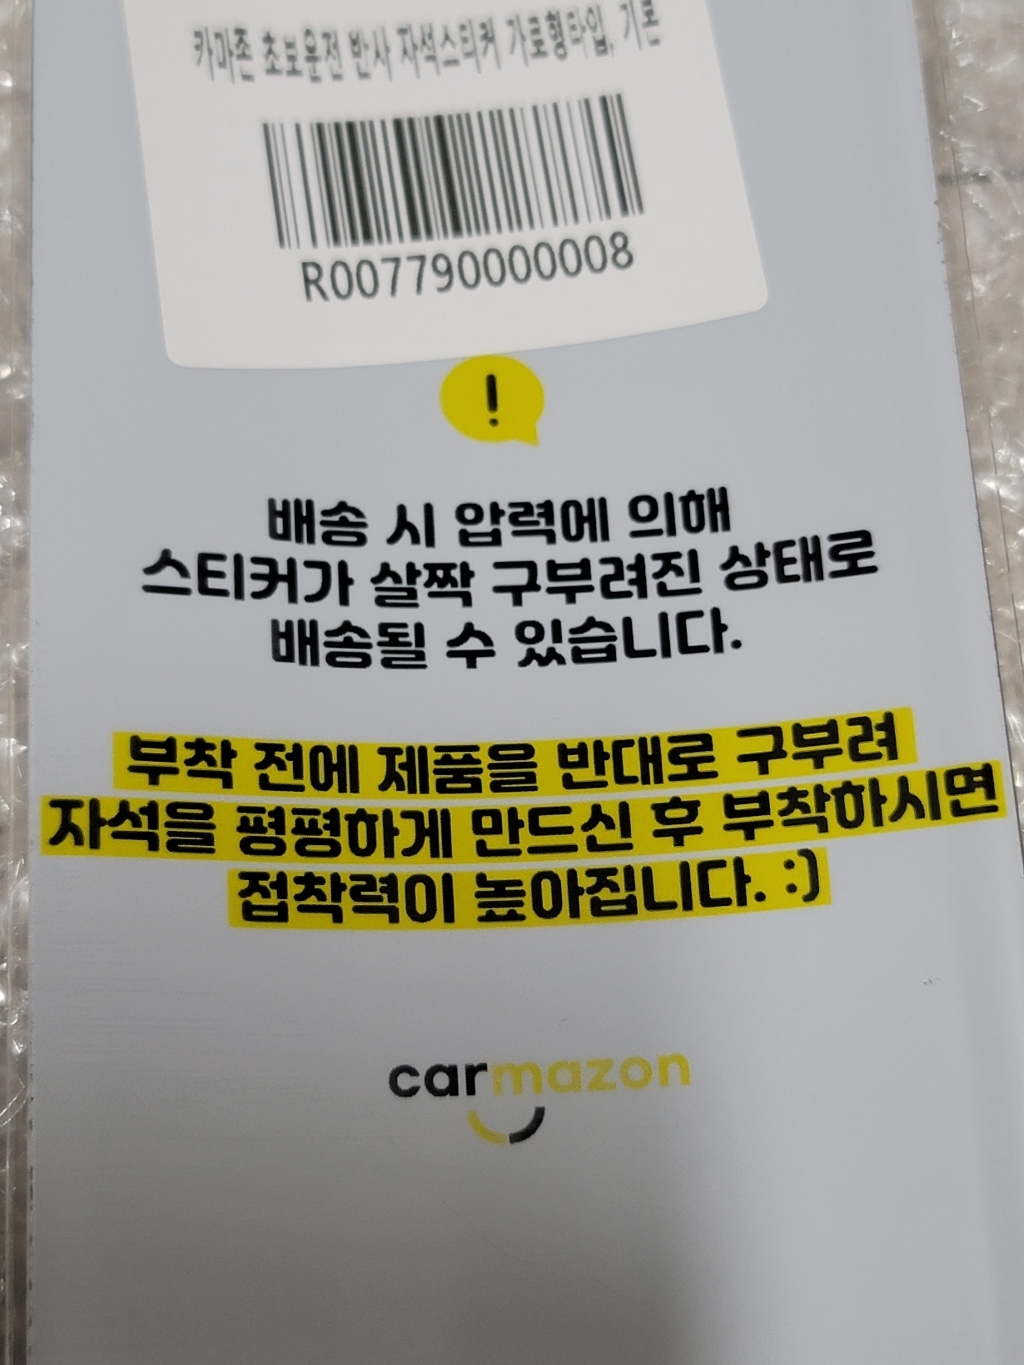 카마존 초보운전 반사 자석스티커 가로형타입, 기본
R007790000008
!
배송 시 압력에 의해
스티커가 살짝 구부려진 상태로
배송될 수 있습니다.
부착 전에 제품을 반대로 구부려
자석을 평평하게 만드신 후 부착하시면
접착력이 높아집니다. :)
carmazon